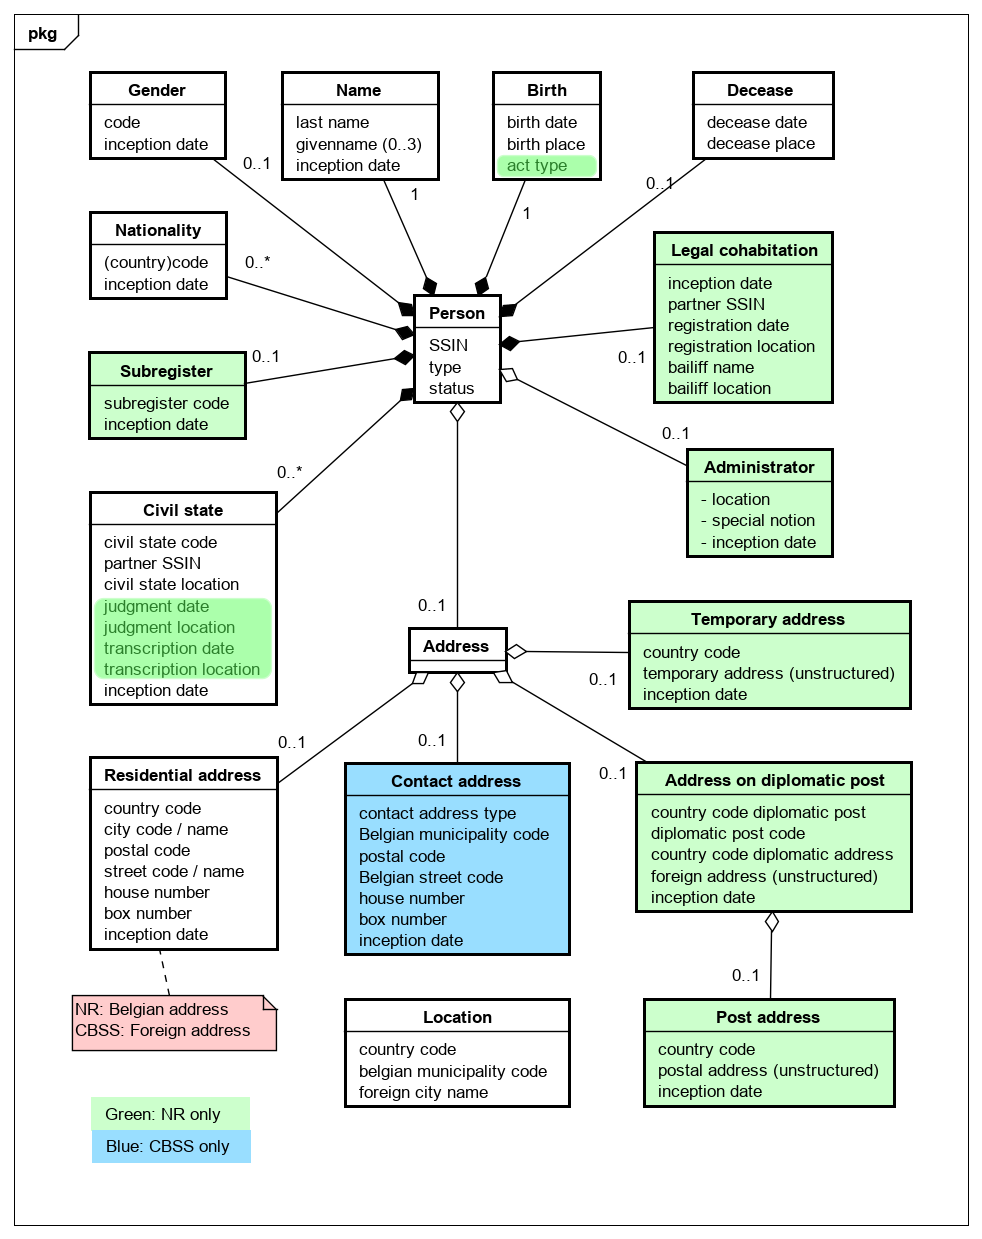 pkg
Gender
code
inception date
0..1
Name
last name
givenname (0..3)
inception date
1
Birth
birth date
birth place
act type
1
Decease
decease date
decease place
0..1
Nationality
(country)code
inception date
0..*
Legal cohabitation
inception date
partner SSIN
registration date
registration location
bailiff name
bailiff location
0..1
Person
SSIN
type
status
Subregister
subregister code
inception date
0..1
Administrator
- location
- special notion
- inception date
0..1
Civil state
civil state code
partner SSIN
civil state location
judgment date
judgment location
transcription date
transcription location
inception date
0..*
0..1
Address
Temporary address
country code
temporary address (unstructured)
inception date
0..1
0..1
Residential address
country code
city code / name
postal code
street code / name
house number
box number
inception date
0..1
Contact address
contact address type
Belgian municipality code
postal code
Belgian street code
house number
box number
inception date
0..1
Address on diplomatic post
country code diplomatic post
diplomatic post code
country code diplomatic address
foreign address (unstructured)
inception date
0..1
NR: Belgian address
CBSS: Foreign address
Location
country code
belgian municipality code
foreign city name
Post address
country code
postal address (unstructured)
inception date
Green: NR only
Blue: CBSS only